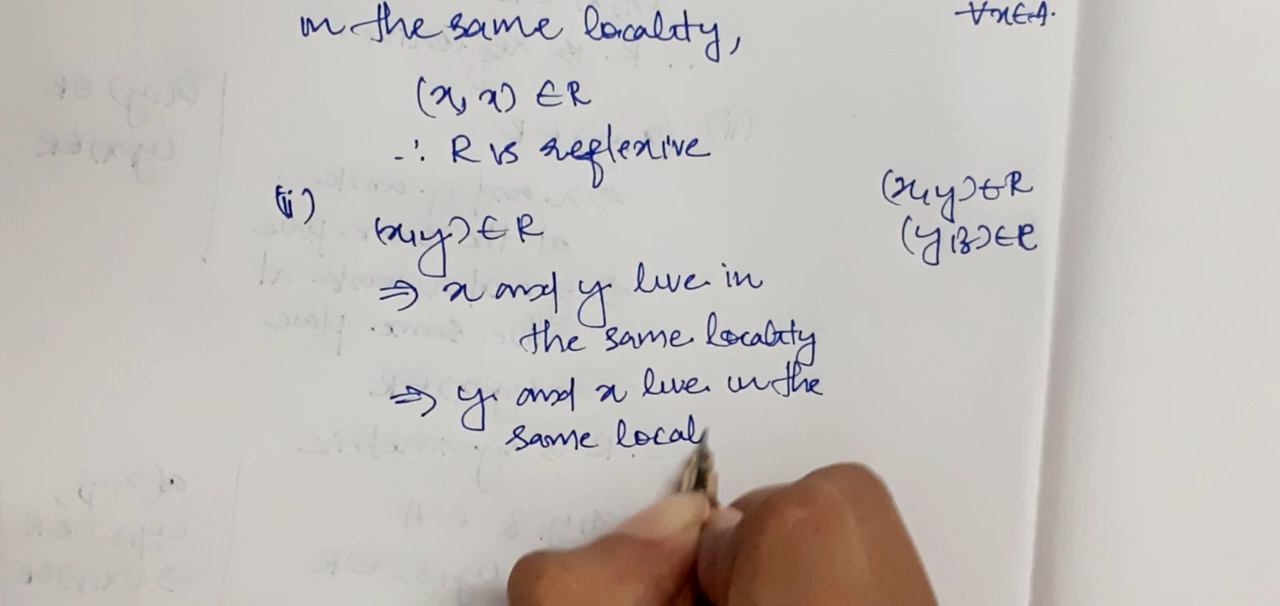 in the same locality,
∀x∈A.
(x, x) ∈R
∴ R is reflexive
(ii)
(x,y)∈R
(x,y)∈R
(y,z)∈R
⇒ x and y live in
the same locality
⇒ y and x live in the
same local